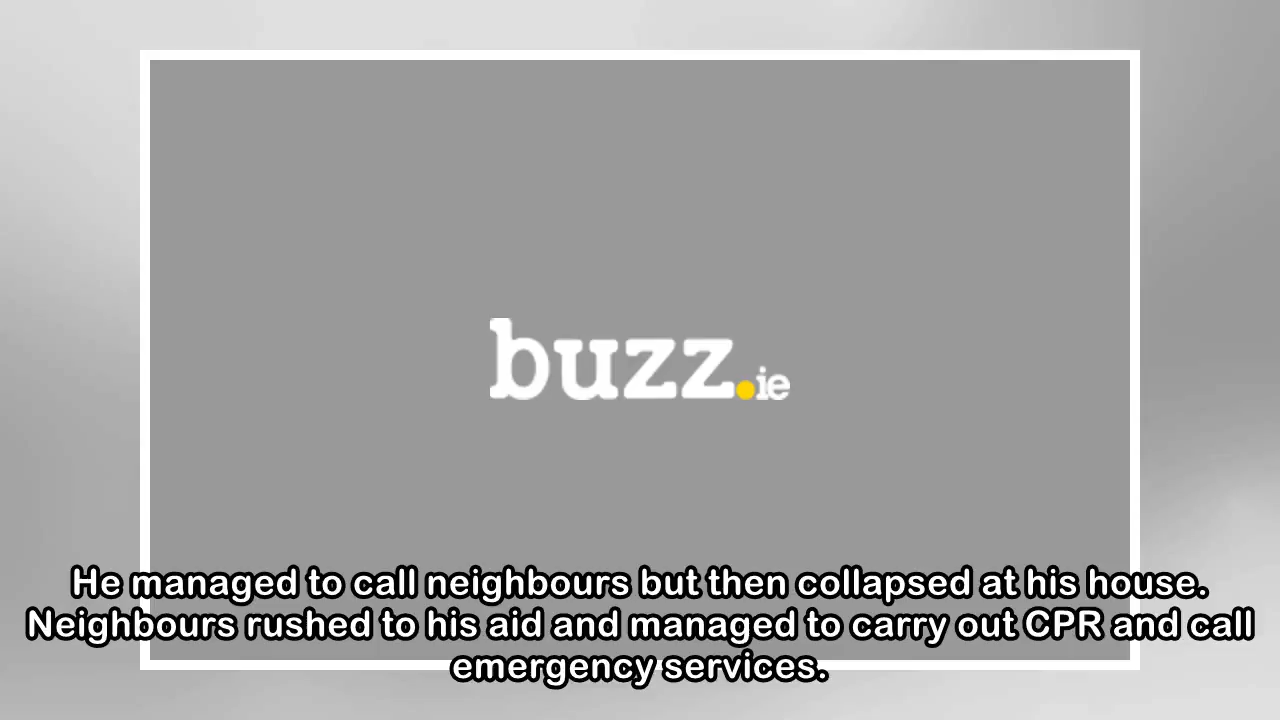 buzz.ie
He managed to call neighbours but then collapsed at his house.
Neighbours rushed to his aid and managed to carry out CPR and call
emergency services.